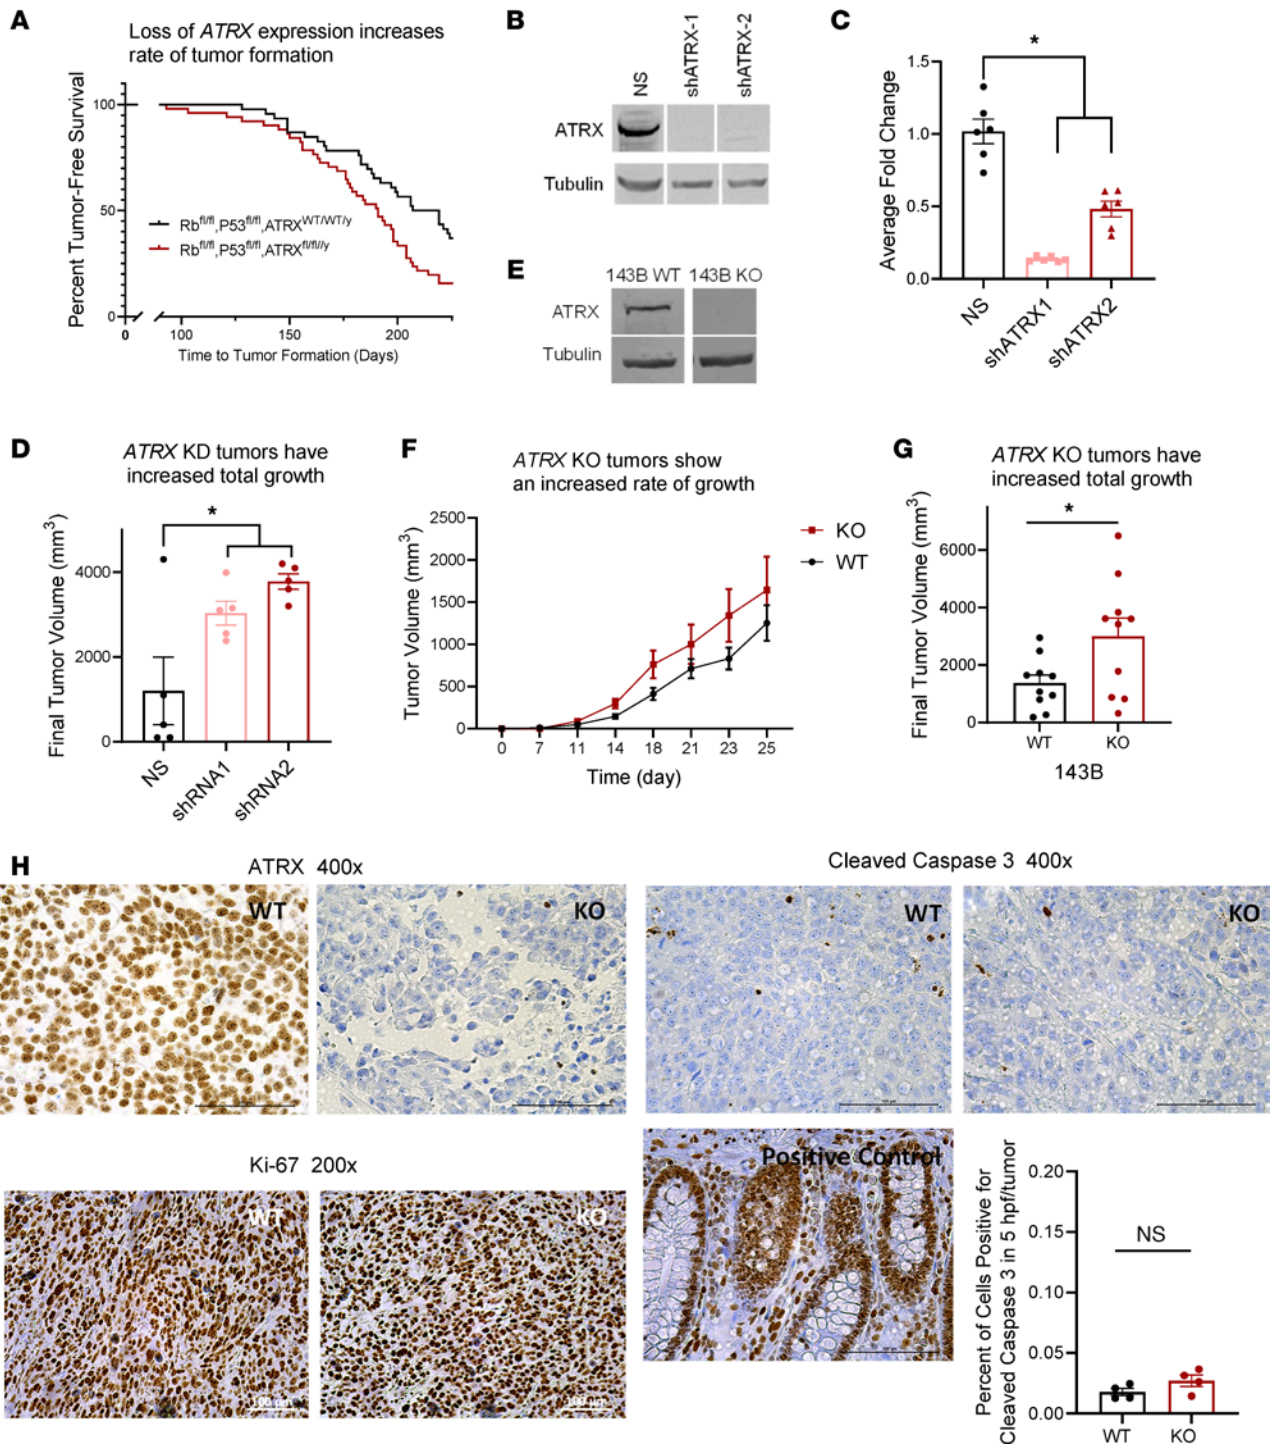 A
Loss of ATRX expression increases
rate of tumor formation
Percent Tumor-Free Survival
100
50
0
Rbfl/fl,P53fl/fl,ATRXWT/WT/y
Rbfl/fl,P53fl/fl,ATRXfl/fl//y
0 100 150 200
Time to Tumor Formation (Days)
B
NS
shATRX-1
shATRX-2
ATRX
Tubulin
C
*
Average Fold Change
1.5
1.0
0.5
0.0
NS
shATRX1
shATRX2
E
143B WT 143B KO
ATRX
Tubulin
D
ATRX KD tumors have
increased total growth
*
Final Tumor Volume (mm3)
4000
2000
0
NS
shRNA1
shRNA2
F
ATRX KO tumors show
an increased rate of growth
Tumor Volume (mm3)
2500
2000
1500
1000
500
0
0 7 11 14 18 21 23 25
Time (day)
KO
WT
G
ATRX KO tumors have
increased total growth
*
Final Tumor Volume (mm3)
6000
4000
2000
0
WT KO
143B
H
ATRX 400x
WT
KO
Cleaved Caspase 3 400x
WT
KO
Ki-67 200x
WT
KO
100 µm
100 µm
Positive Control
Percent of Cells Positive for
Cleaved Caspase 3 in 5 hpf/tumor
0.20
0.15
0.10
0.05
0.00
NS
WT KO